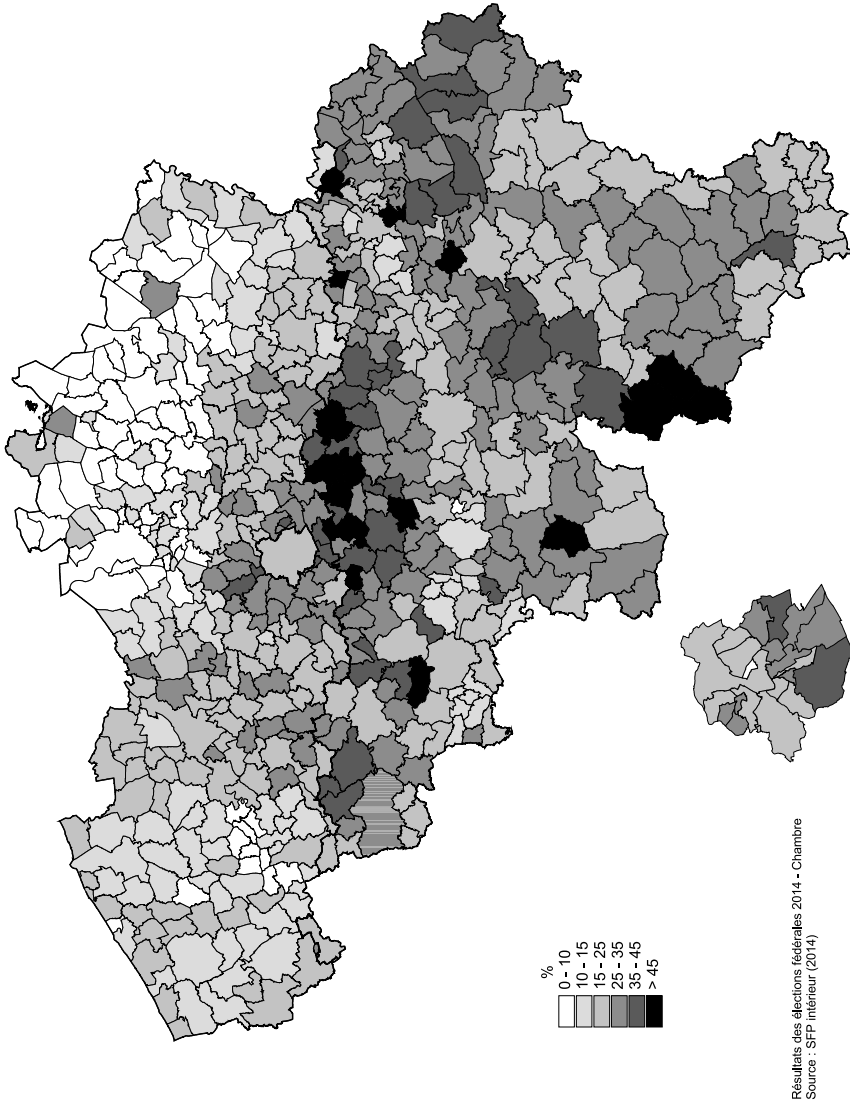 %
0 - 10
10 - 15
15 - 25
25 - 35
35 - 45
> 45
Résultats des élections fédérales 2014 - Chambre
Source : SFP intérieur (2014)